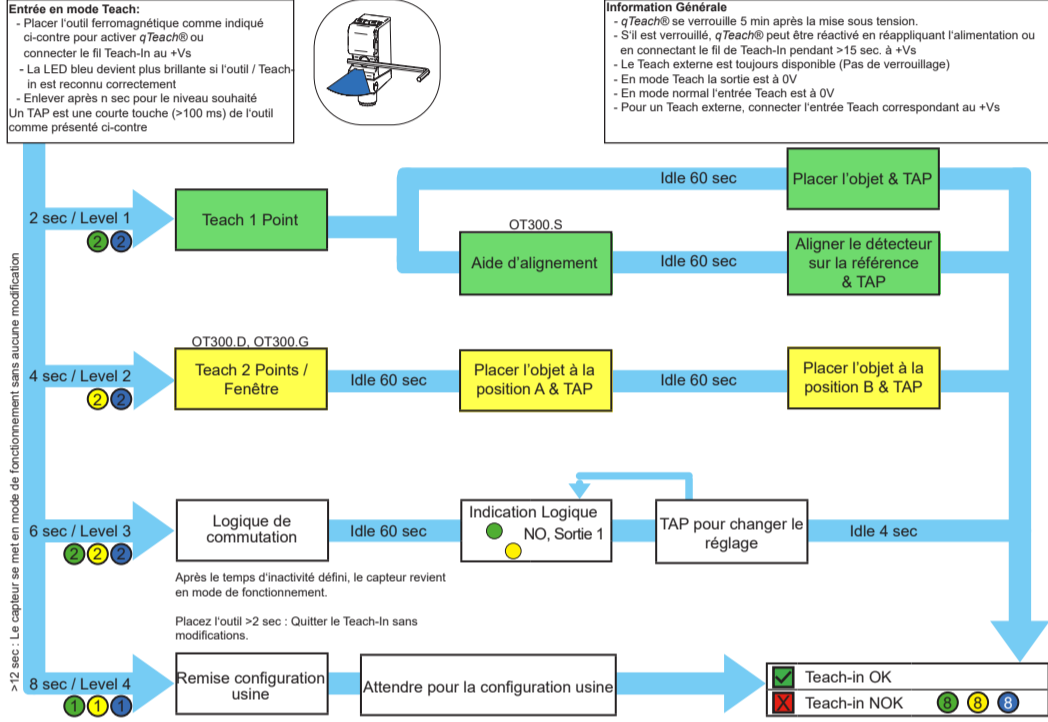 Entrée en mode Teach:
- Placer l'outil ferromagnétique comme indiqué
ci-contre pour activer qTeach® ou
connecter le fil Teach-In au +Vs
- La LED bleu devient plus brillante si l'outil / Teach-
in est reconnu correctement
- Enlever après n sec pour le niveau souhaité
Un TAP est une courte touche (>100 ms) de l'outil
comme présenté ci-contre
Information Générale
- qTeach® se verrouille 5 min après la mise sous tension.
- S'il est verrouillé, qTeach® peut être réactivé en réappliquant l'alimentation ou
en connectant le fil de Teach-In pendant >15 sec. à +Vs
- Le Teach externe est toujours disponible (Pas de verrouillage)
- En mode Teach la sortie est à 0V
- En mode normal l'entrée Teach est à 0V
- Pour un Teach externe, connecter l'entrée Teach correspondant au +Vs
>12 sec : Le capteur se met en mode de fonctionnement sans aucune modification
2 sec / Level 1
2 2
Teach 1 Point
Idle 60 sec
Placer l'objet & TAP
OT300.S
Aide d'alignement
Idle 60 sec
Aligner le détecteur
sur la référence
& TAP
4 sec / Level 2
2 2
OT300.D, OT300.G
Teach 2 Points /
Fenêtre
Idle 60 sec
Placer l'objet à la
position A & TAP
Idle 60 sec
Placer l'objet à la
position B & TAP
6 sec / Level 3
2 2 2
Logique de
commutation
Idle 60 sec
Indication Logique
NO, Sortie 1
TAP pour changer le
réglage
Idle 4 sec
Après le temps d'inactivité défini, le capteur revient
en mode de fonctionnement.
Placez l'outil >2 sec : Quitter le Teach-In sans
modifications.
8 sec / Level 4
1 1 1
Remise configuration
usine
Attendre pour la configuration usine
Teach-in OK
Teach-in NOK 8 8 8